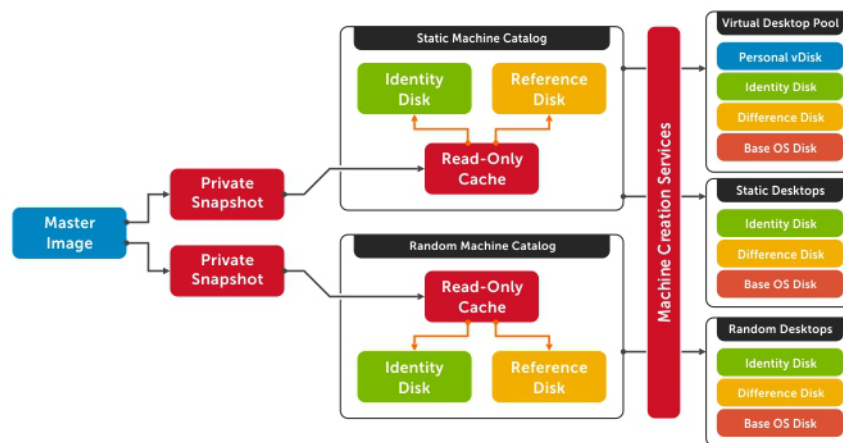 Master
Image
Private
Snapshot
Private
Snapshot
Static Machine Catalog
Identity
Disk
Reference
Disk
Read-Only
Cache
Random Machine Catalog
Read-Only
Cache
Identity
Disk
Reference
Disk
Machine Creation Services
Virtual Desktop Pool
Personal vDisk
Identity Disk
Difference Disk
Base OS Disk
Static Desktops
Identity Disk
Difference Disk
Base OS Disk
Random Desktops
Identity Disk
Difference Disk
Base OS Disk